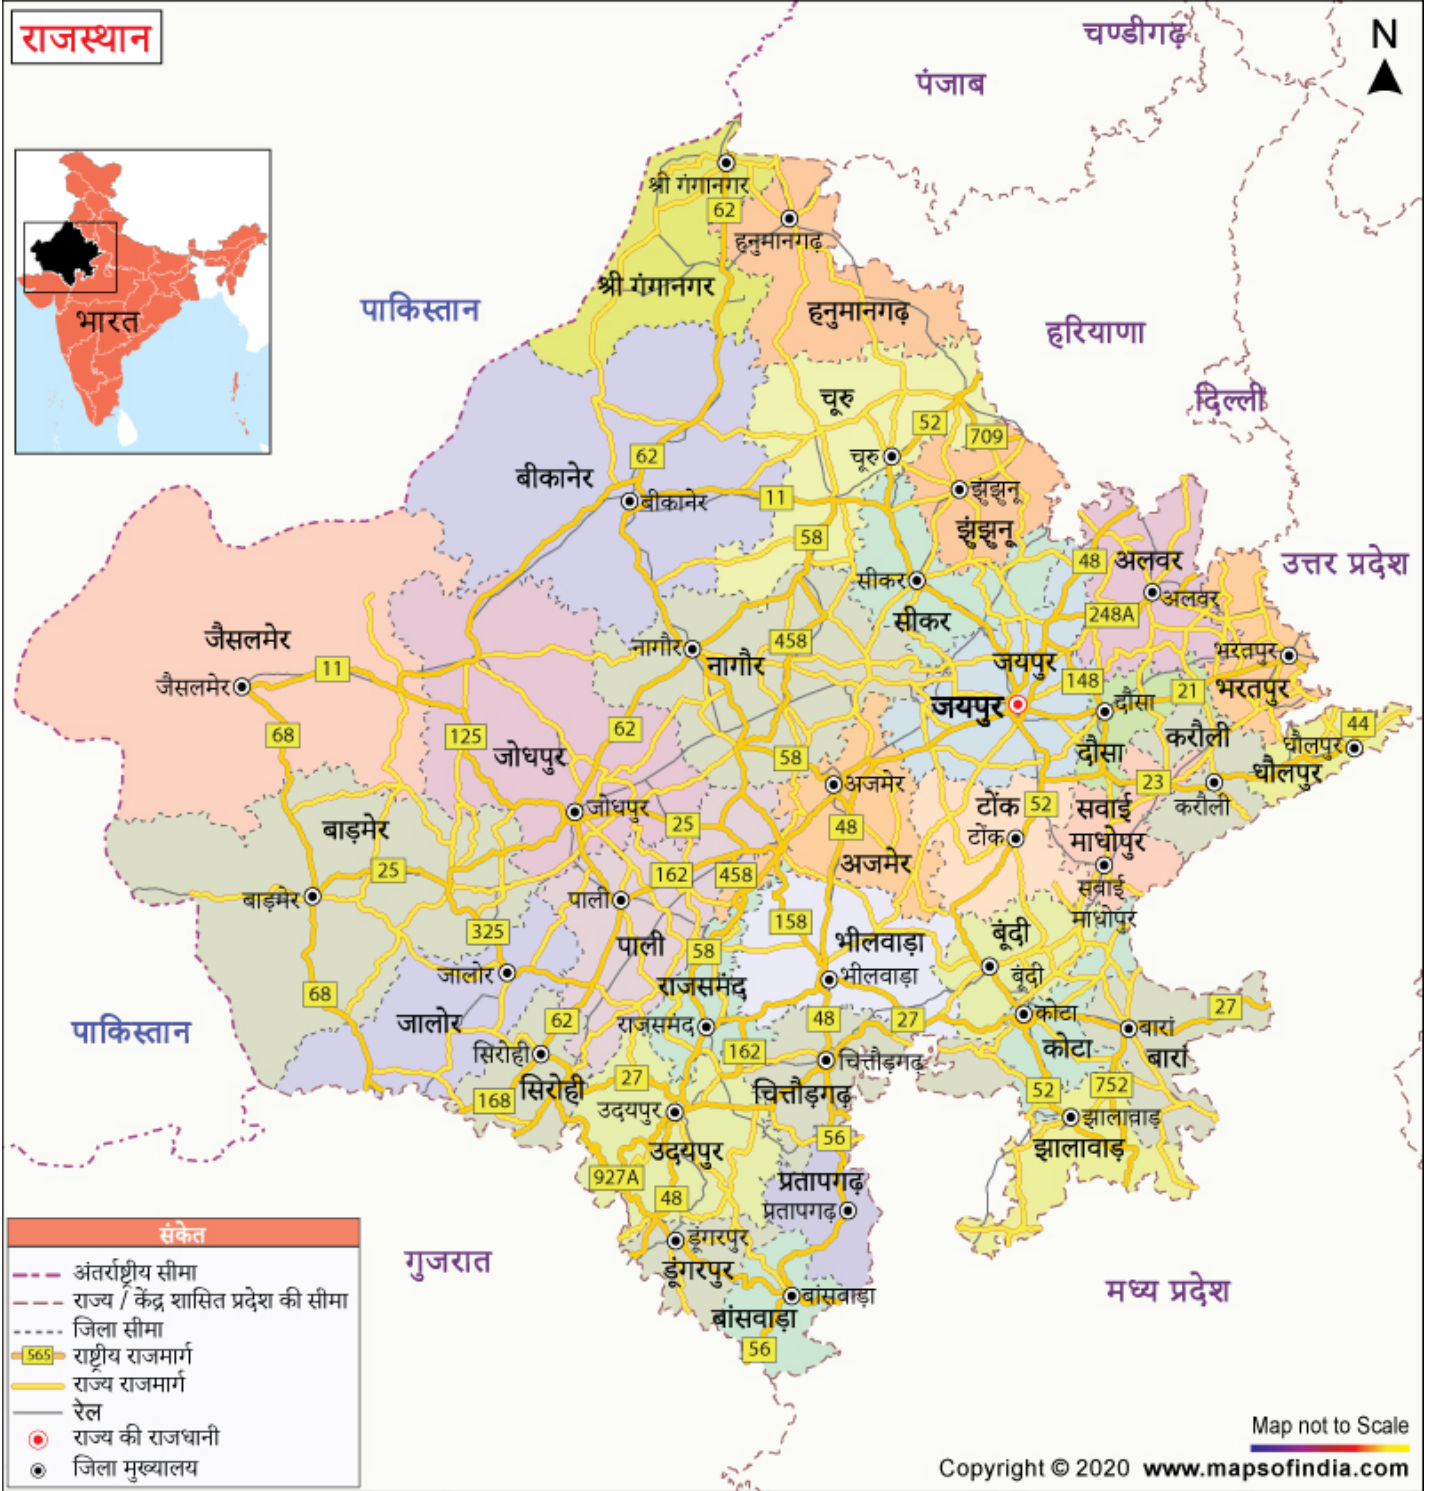 राजस्थान
चण्डीगढ़
N
पंजाब
श्री गंगानगर
62
हनुमानगढ़
श्री गंगानगर
पाकिस्तान
हनुमानगढ़
हरियाणा
भारत
दिल्ली
चूरु
52
709
चूरु
62
बीकानेर
बीकानेर
11
झुंझुनू
झुंझुनू
58
48
अलवर
उत्तर प्रदेश
सीकर
अलवर
248A
सीकर
जैसलमेर
458
नागौर
नागौर
जयपुर
भरतपुर
जैसलमेर
11
148
21
भरतपुर
जयपुर
दौसा
44
68
125
62
जोधपुर
58
दौसा
करौली
धौलपुर
धौलपुर
अजमेर
23
करौली
जोधपुर
टोंक
52
सवाई
माधोपुर
बाड़मेर
25
48
टोंक
अजमेर
25
162
458
सवाई
माधोपुर
बाड़मेर
पाली
325
158
पाली
58
भीलवाड़ा
बूंदी
जालोर
भीलवाड़ा
बूंदी
68
राजसमंद
जालोर
62
राजसमंद
48
27
कोटा
बारां
27
पाकिस्तान
सिरोही
162
चित्तौड़गढ़
कोटा
बारां
सिरोही
27
168
चित्तौड़गढ़
52
752
उदयपुर
झालावाड़
उदयपुर
56
झालावाड़
927A
48
प्रतापगढ़
प्रतापगढ़
डूंगरपुर
गुजरात
डूंगरपुर
मध्य प्रदेश
बांसवाड़ा
बांसवाड़ा
56
संकेत
अंतर्राष्ट्रीय सीमा
राज्य / केंद्र शासित प्रदेश की सीमा
जिला सीमा
565 राष्ट्रीय राजमार्ग
राज्य राजमार्ग
रेल
राज्य की राजधानी
जिला मुख्यालय
Map not to Scale
Copyright © 2020 www.mapsofindia.com